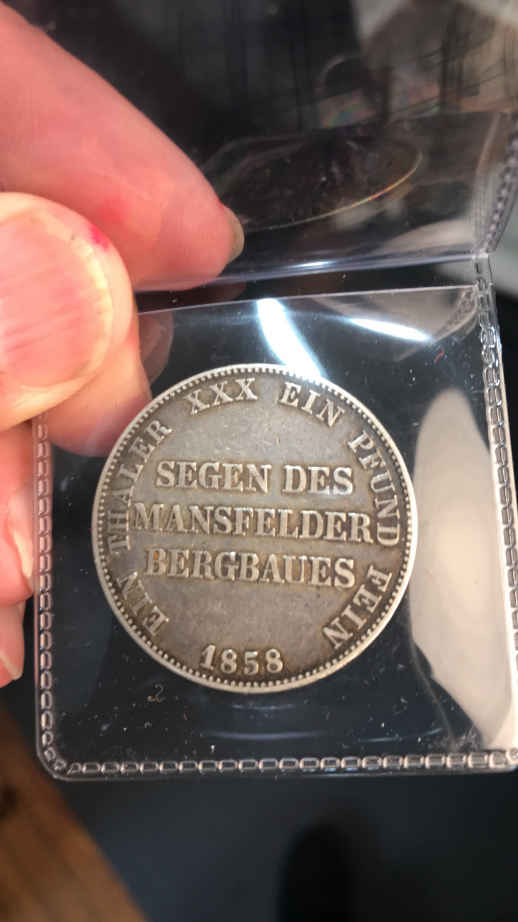 EIN THALER XXX EIN PFUND FEIN
SEGEN DES
MANSFELDER
BERGBAUES
1858